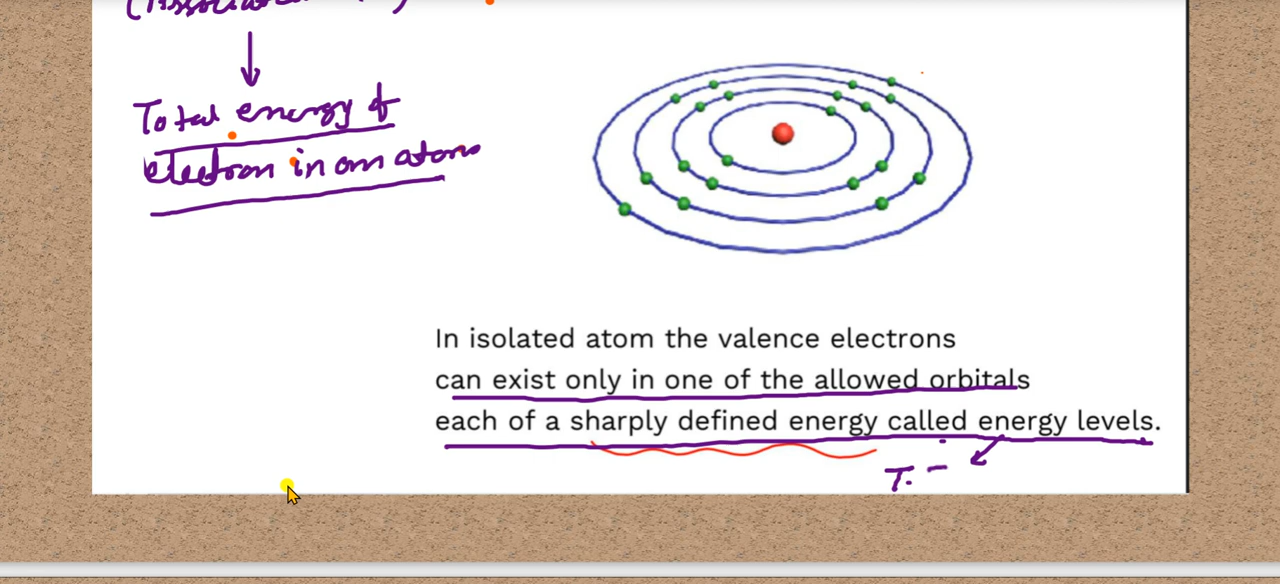 Total energy of
electron in an atom
In isolated atom the valence electrons
can exist only in one of the allowed orbitals
each of a sharply defined energy called energy levels.
T.